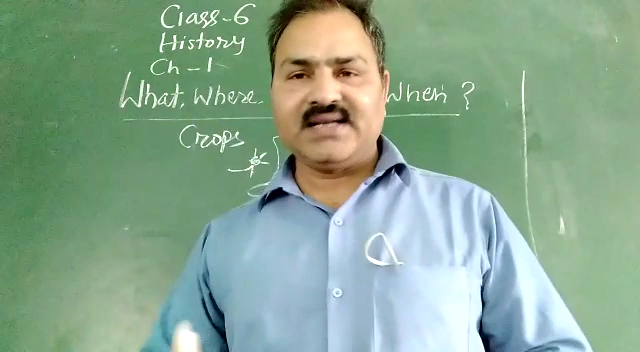 Class-6
History
Ch-1
What, Where When ?
Crops